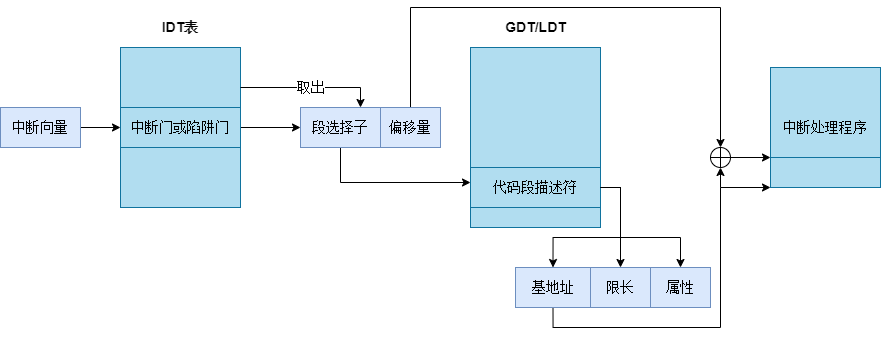 IDT表
GDT/LDT
取出
中断向量
中断门或陷阱门
段选择子
偏移量
中断处理程序
代码段描述符
基地址
限长
属性